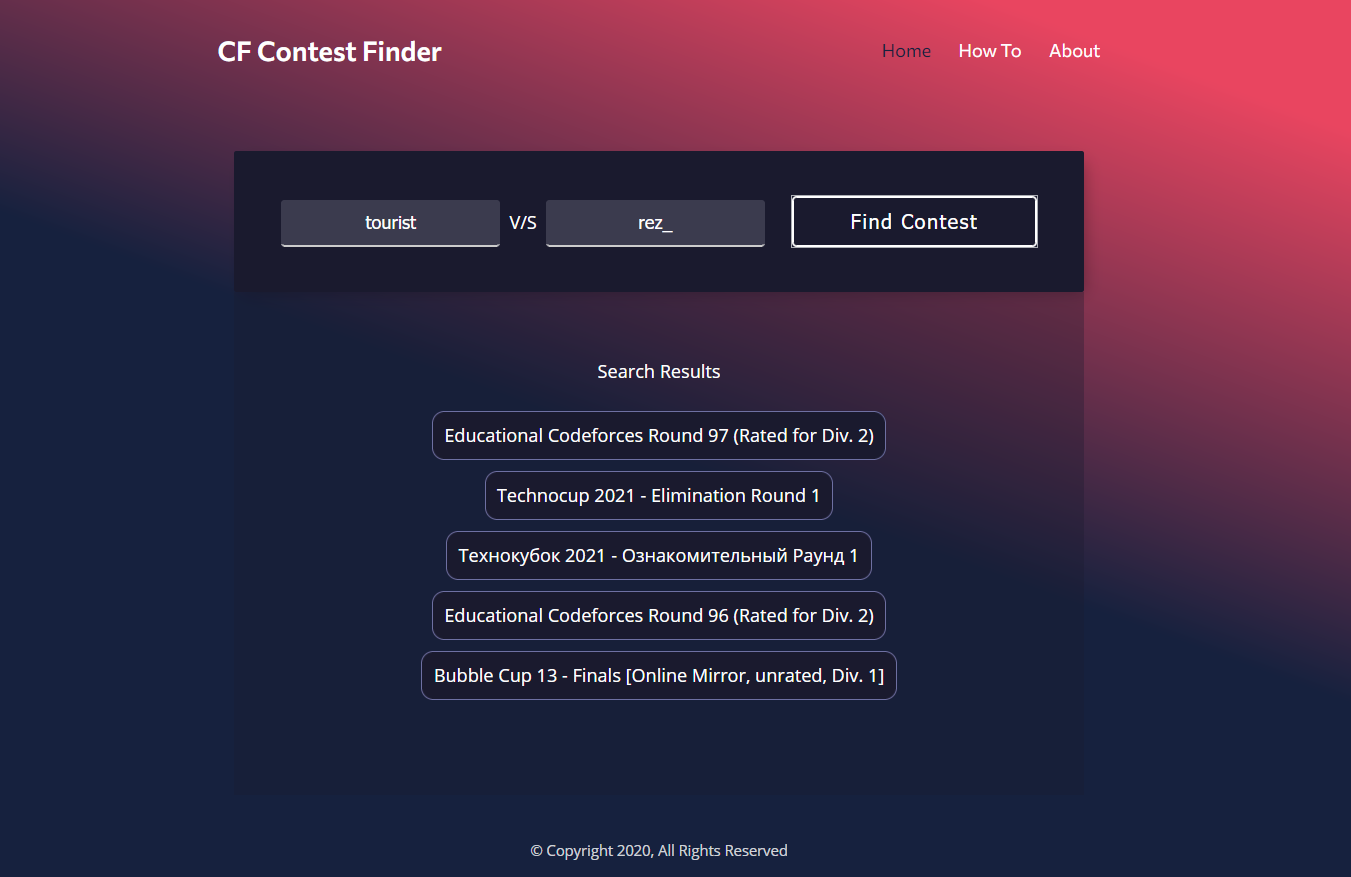 CF Contest Finder
Home How To About
tourist V/S rez_ Find Contest
Search Results
Educational Codeforces Round 97 (Rated for Div. 2)
Technocup 2021 - Elimination Round 1
Технокубок 2021 - Ознакомительный Раунд 1
Educational Codeforces Round 96 (Rated for Div. 2)
Bubble Cup 13 - Finals [Online Mirror, unrated, Div. 1]
© Copyright 2020, All Rights Reserved